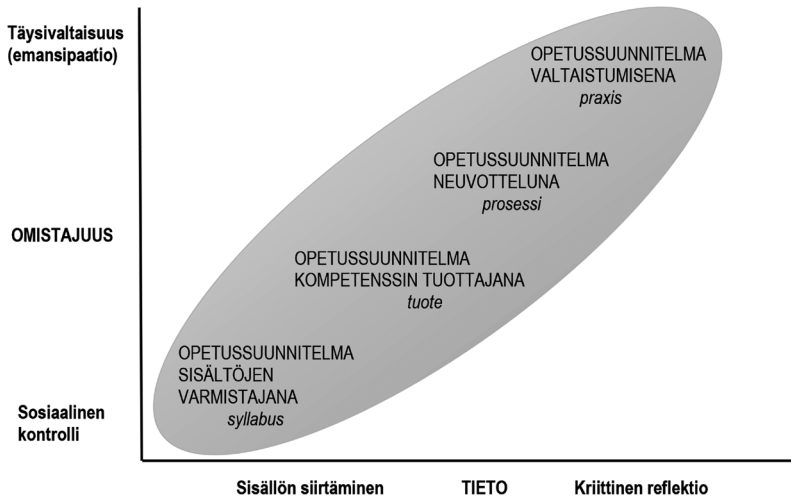 Täysivaltaisuus
(emansipaatio)
OPETUSSUUNNITELMA
VALTAISTUMISENA
praxis
OPETUSSUUNNITELMA
NEUVOTTELUNA
prosessi
OMISTAJUUS
OPETUSSUUNNITELMA
KOMPETENSSIN TUOTTAJANA
tuote
OPETUSSUUNNITELMA
SISÄLTÖJEN
VARMISTAJANA
syllabus
Sosiaalinen
kontrolli
Sisällön siirtäminen
TIETO
Kriittinen reflektio